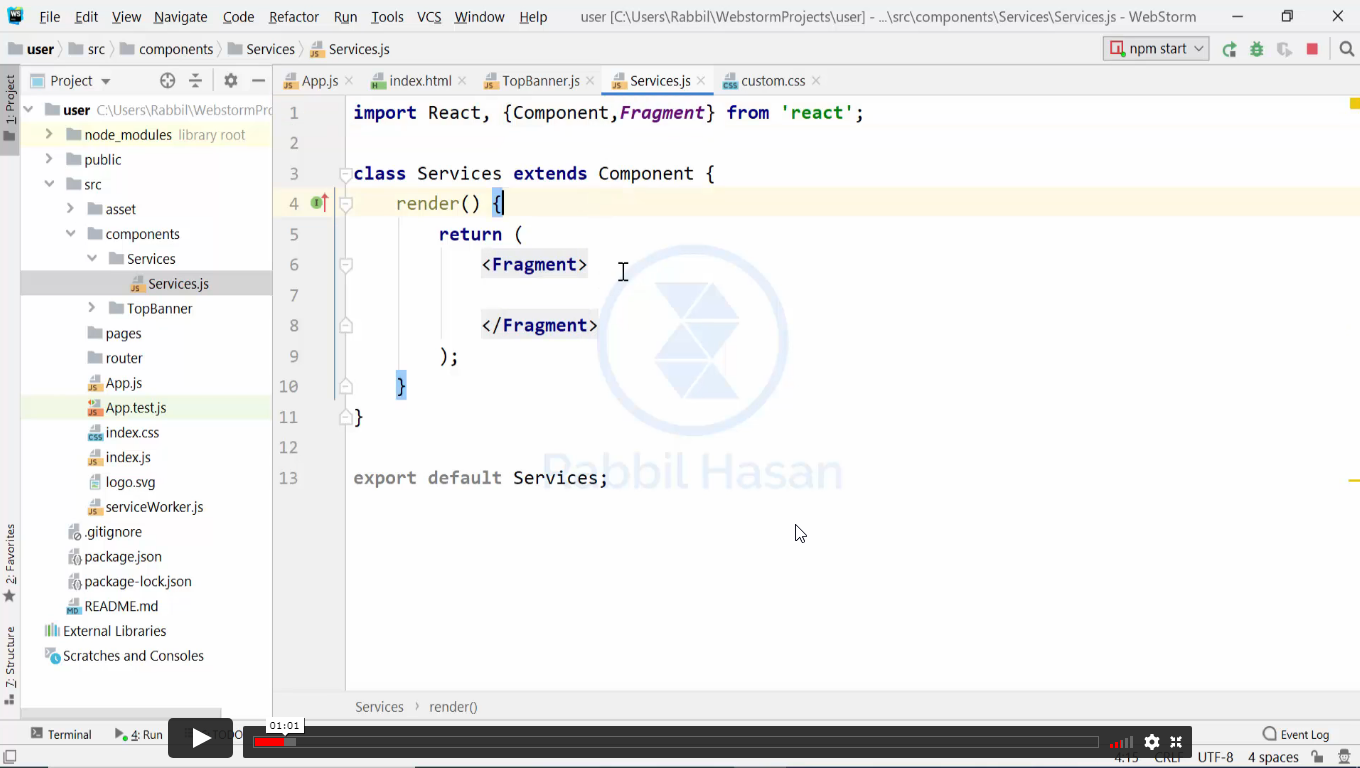 WS File Edit View Navigate Code Refactor Run Tools VCS Window Help user [C:\Users\Rabbil\WebstormProjects\user] - ...\src\components\Services\Services.js - WebStorm
user src components Services Services.js npm start
1: Project
Project
App.js index.html TopBanner.js Services.js custom.css
user C:\Users\Rabbil\WebstormPro
node_modules library root
public
src
asset
components
Services
Services.js
TopBanner
pages
router
App.js
App.test.js
index.css
index.js
logo.svg
serviceWorker.js
.gitignore
package.json
package-lock.json
README.md
External Libraries
Scratches and Consoles
2: Favorites
7: Structure
1 import React, {Component,Fragment} from 'react';
2
3 class Services extends Component {
4 render() {
5 return (
6 <Fragment>
7
8 </Fragment>
9 );
10 }
11 }
12
13 export default Services;
Rabbil Hasan
Services render()
Terminal 4: Run TODO Event Log
01:01
4:15 CRLF UTF-8 4 spaces